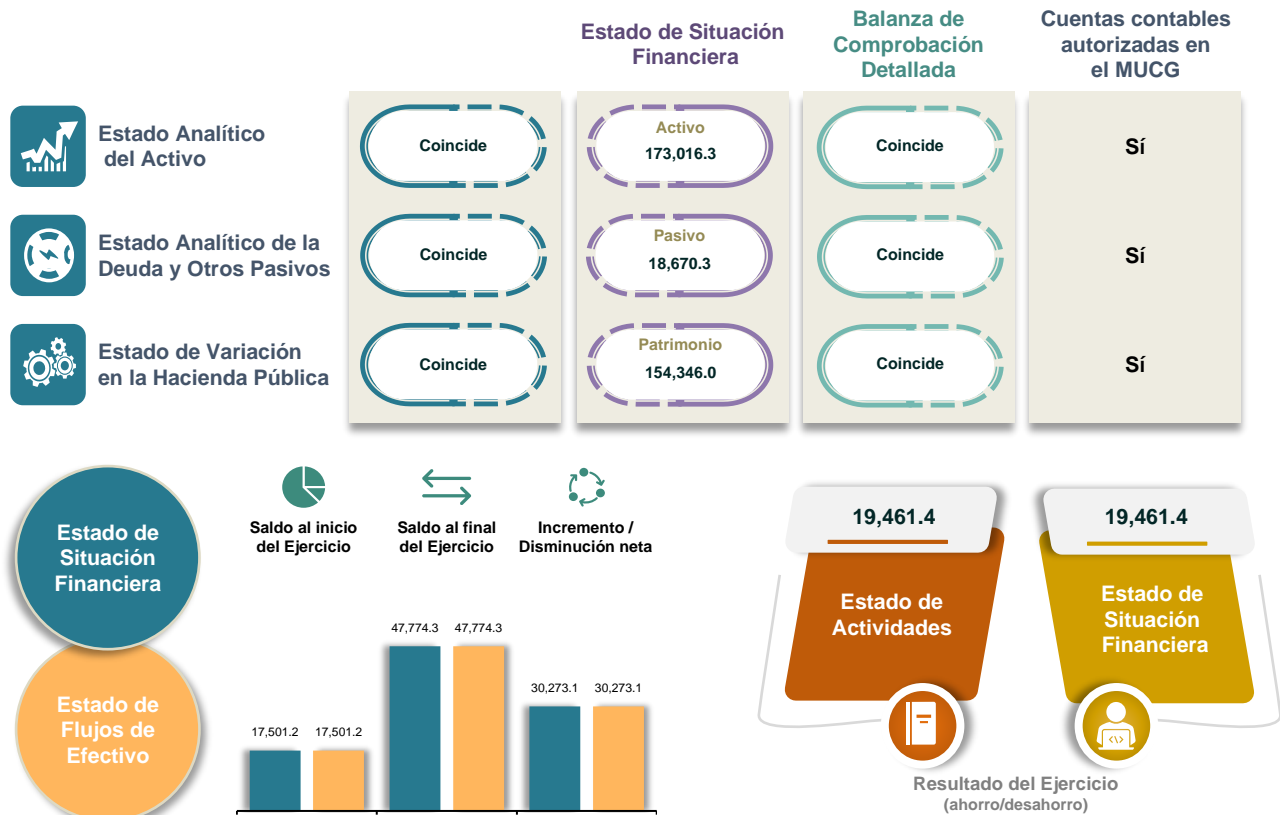 Estado de Situación
Financiera
Balanza de
Comprobación
Detallada
Cuentas contables
autorizadas en
el MUCG
Estado Analítico
del Activo
Coincide
Activo
173,016.3
Coincide
Sí
Estado Analítico de la
Deuda y Otros Pasivos
Coincide
Pasivo
18,670.3
Coincide
Sí
Estado de Variación
en la Hacienda Pública
Coincide
Patrimonio
154,346.0
Coincide
Sí
Estado de
Situación
Financiera
Estado de
Flujos de
Efectivo
Saldo al inicio
del Ejercicio
Saldo al final
del Ejercicio
Incremento /
Disminución neta
17,501.2 17,501.2
47,774.3 47,774.3
30,273.1 30,273.1
19,461.4
Estado de
Actividades
19,461.4
Estado de
Situación
Financiera
Resultado del Ejercicio
(ahorro/desahorro)